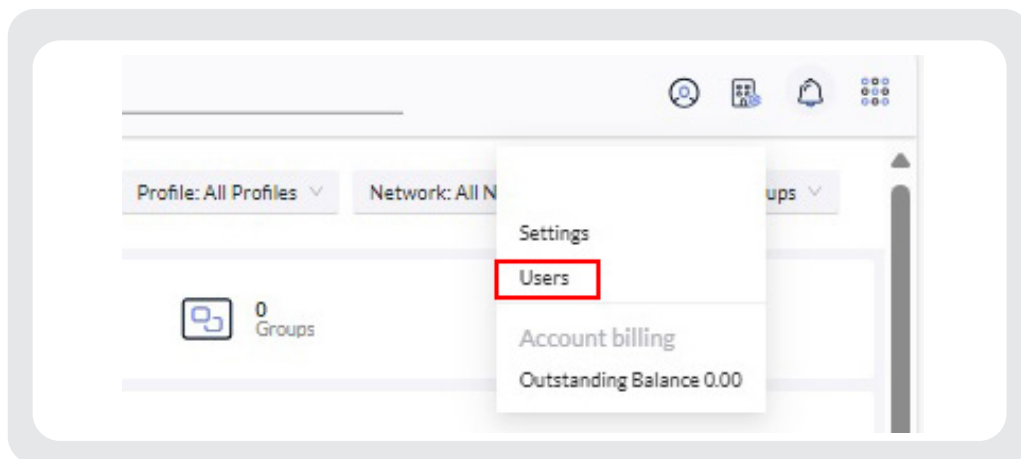 Profile: All Profiles
Network: All N
ups
Settings
Users
0
Groups
Account billing
Outstanding Balance 0.00